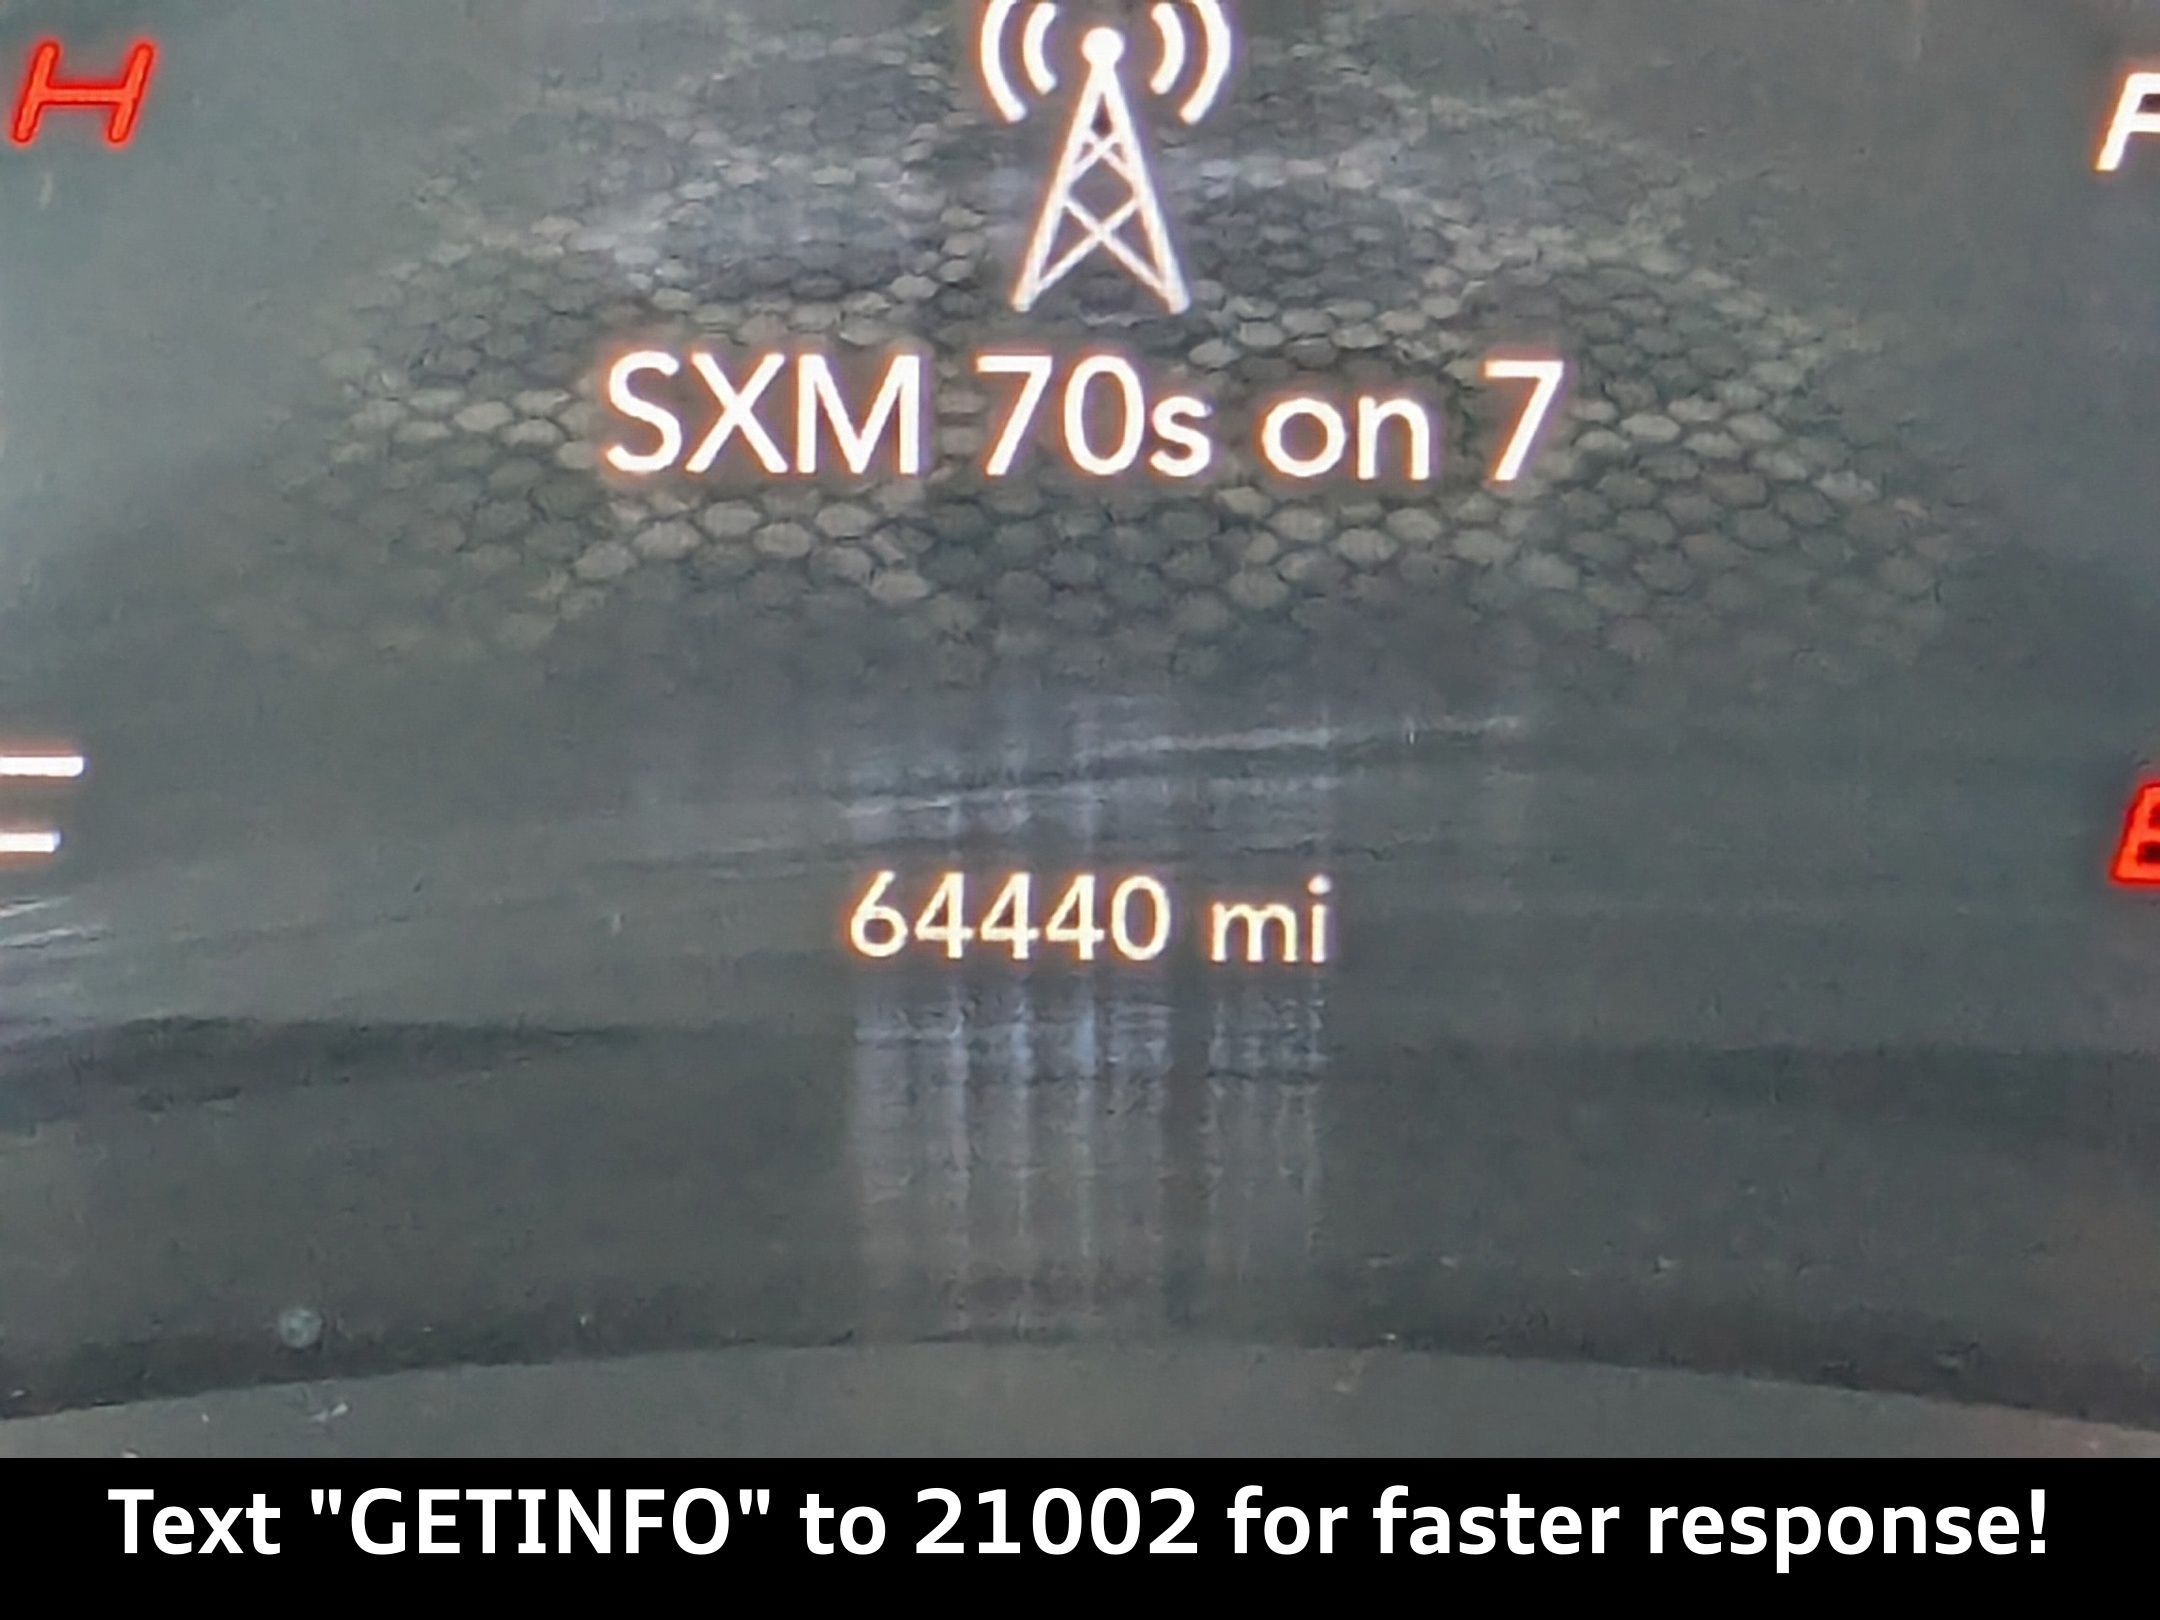 H
F
SXM 70s on 7
E
64440 mi
Text "GETINFO" to 21002 for faster response!